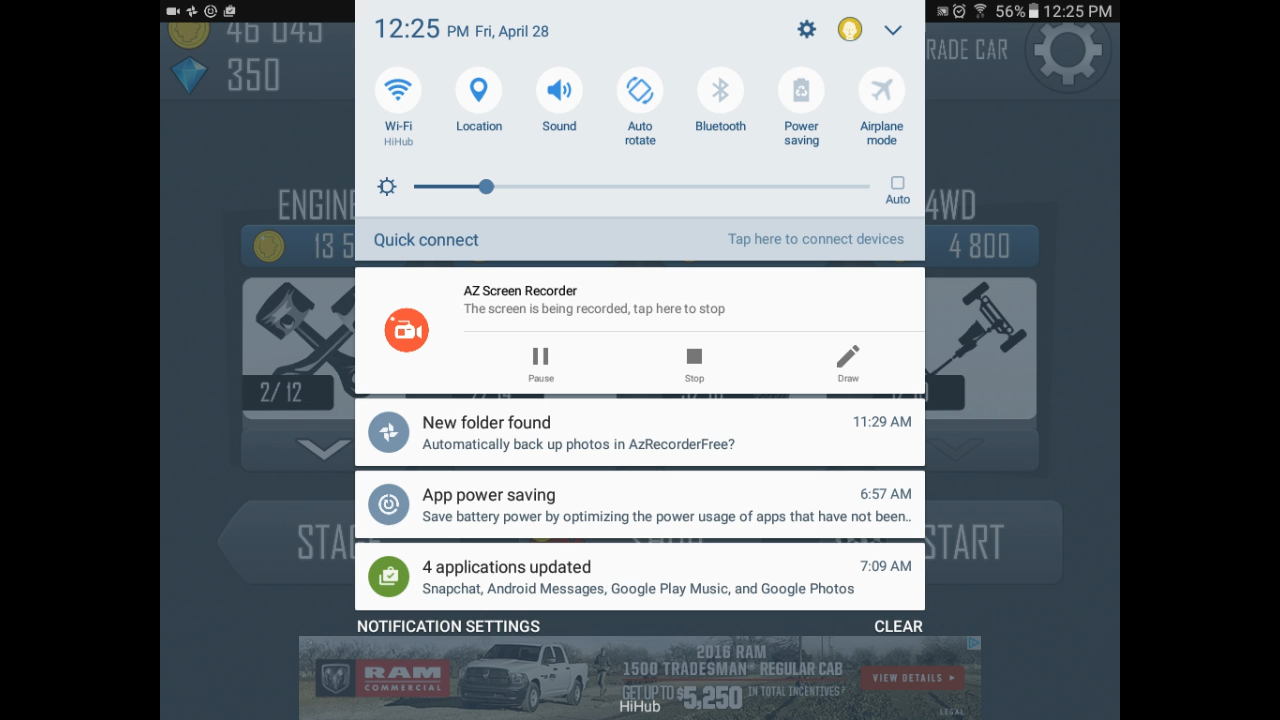 56% 12:25 PM
12:25 PM Fri, April 28
46 045
350
RADE CAR
Wi-Fi
HiHub
Location
Sound
Auto
rotate
Bluetooth
Power
saving
Airplane
mode
Auto
ENGINE
4WD
13 5
4 800
Quick connect
Tap here to connect devices
AZ Screen Recorder
The screen is being recorded, tap here to stop
Pause
Stop
Draw
2/12
New folder found
11:29 AM
Automatically back up photos in AzRecorderFree?
App power saving
6:57 AM
Save battery power by optimizing the power usage of apps that have not been..
4 applications updated
7:09 AM
Snapchat, Android Messages, Google Play Music, and Google Photos
START
NOTIFICATION SETTINGS
CLEAR
RAM
COMMERCIAL
2016 RAM
1500 TRADESMAN® REGULAR CAB
GET UP TO $5,250 IN TOTAL INCENTIVES²
VIEW DETAILS
LEGAL
HiHub